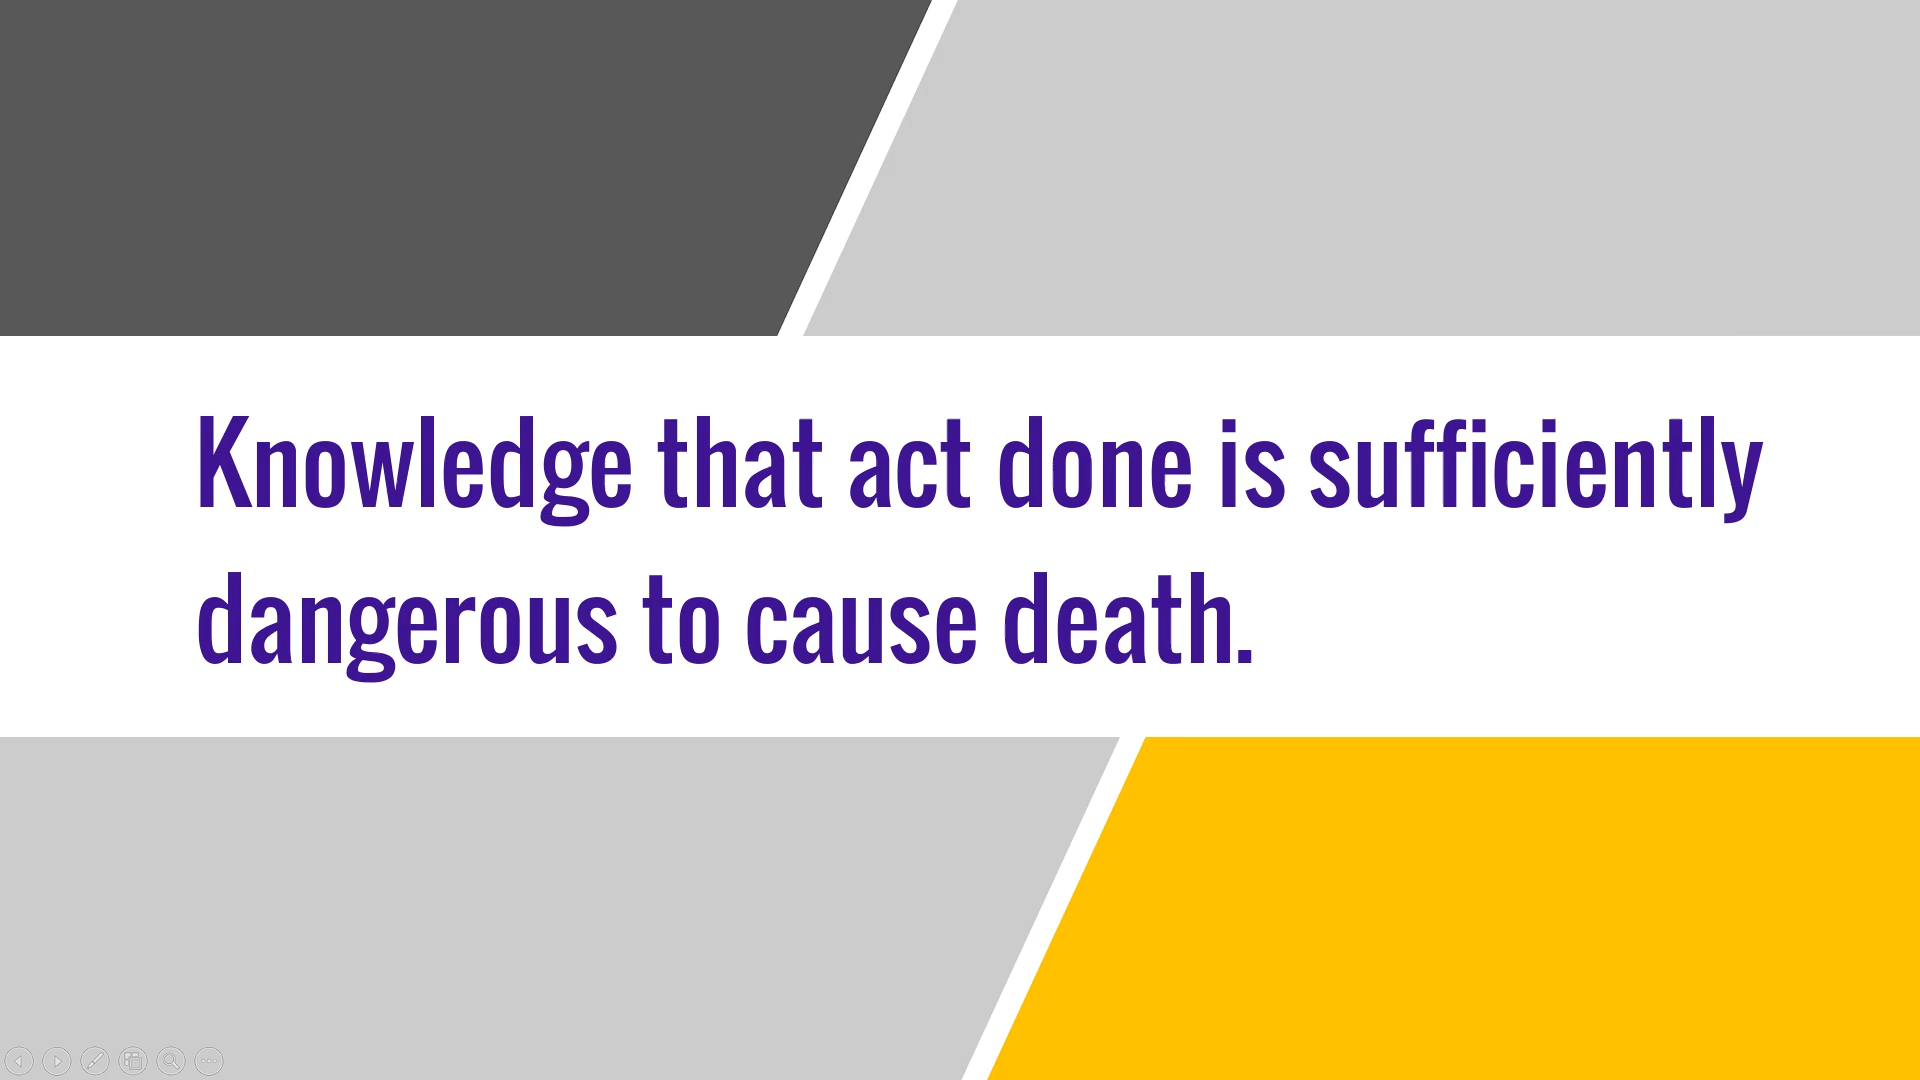 Knowledge that act done is sufficiently
dangerous to cause death.